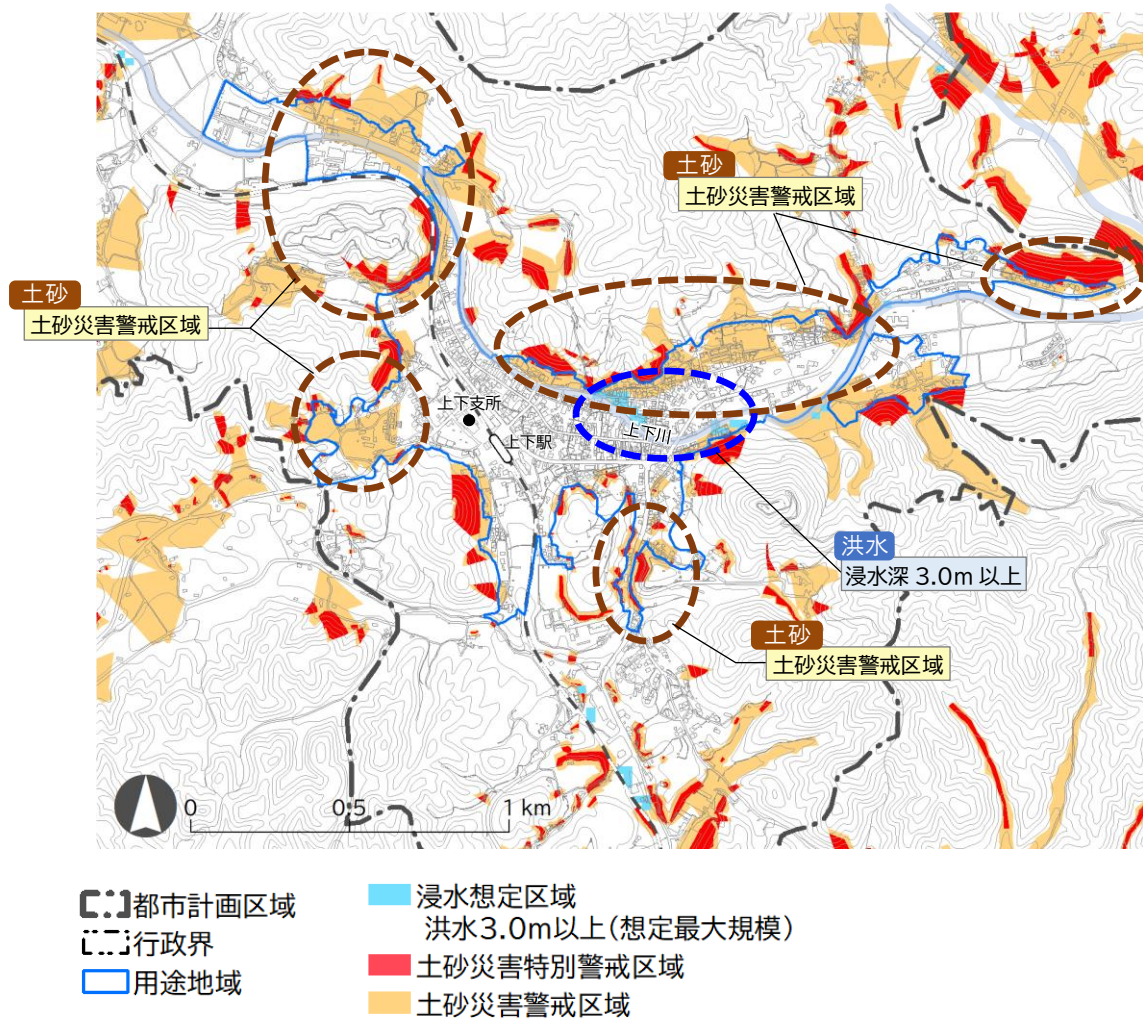 土砂
土砂災害警戒区域
土砂
土砂災害警戒区域
上下支所
上下駅
上下川
洪水
浸水深 3.0m 以上
土砂
土砂災害警戒区域
0 0.5 1 km
都市計画区域
行政界
用途地域
浸水想定区域
洪水3.0m以上(想定最大規模)
土砂災害特別警戒区域
土砂災害警戒区域